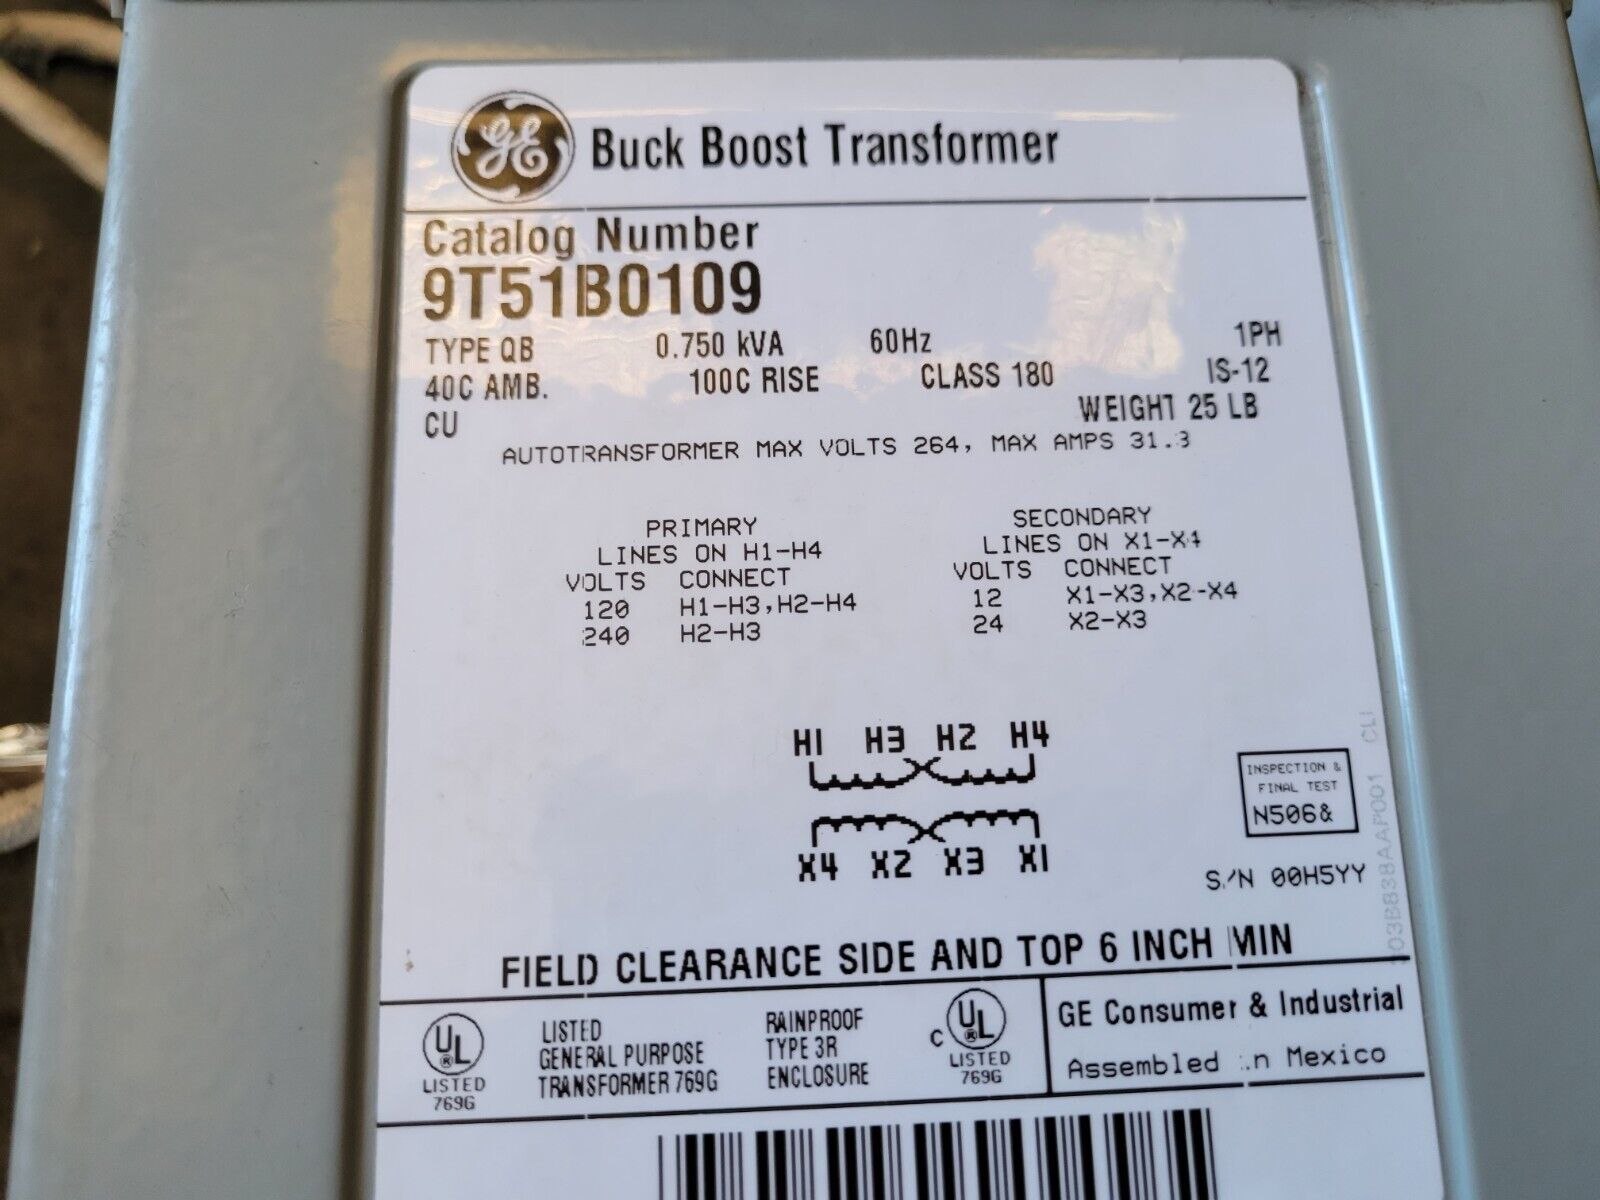 GE Buck Boost Transformer
Catalog Number
9T51B0109
TYPE QB 0.750 kVA 60Hz 1PH
40C AMB. 100C RISE CLASS 180 IS-12
CU WEIGHT 25 LB
AUTOTRANSFORMER MAX VOLTS 264, MAX AMPS 31.3
PRIMARY
LINES ON H1-H4
VOLTS CONNECT
120 H1-H3,H2-H4
240 H2-H3
SECONDARY
LINES ON X1-X4
VOLTS CONNECT
12 X1-X3,X2-X4
24 X2-X3
H1 H3 H2 H4
X4 X2 X3 X1
INSPECTION &
FINAL TEST
N506&
S/N 00H5YY
CLI
FIELD CLEARANCE SIDE AND TOP 6 INCH MIN
UL ®
LISTED
769G
LISTED
GENERAL PURPOSE
TRANSFORMER 769G
RAINPROOF
TYPE 3R
ENCLOSURE
C UL ®
LISTED
769G
GE Consumer & Industrial
Assembled in Mexico